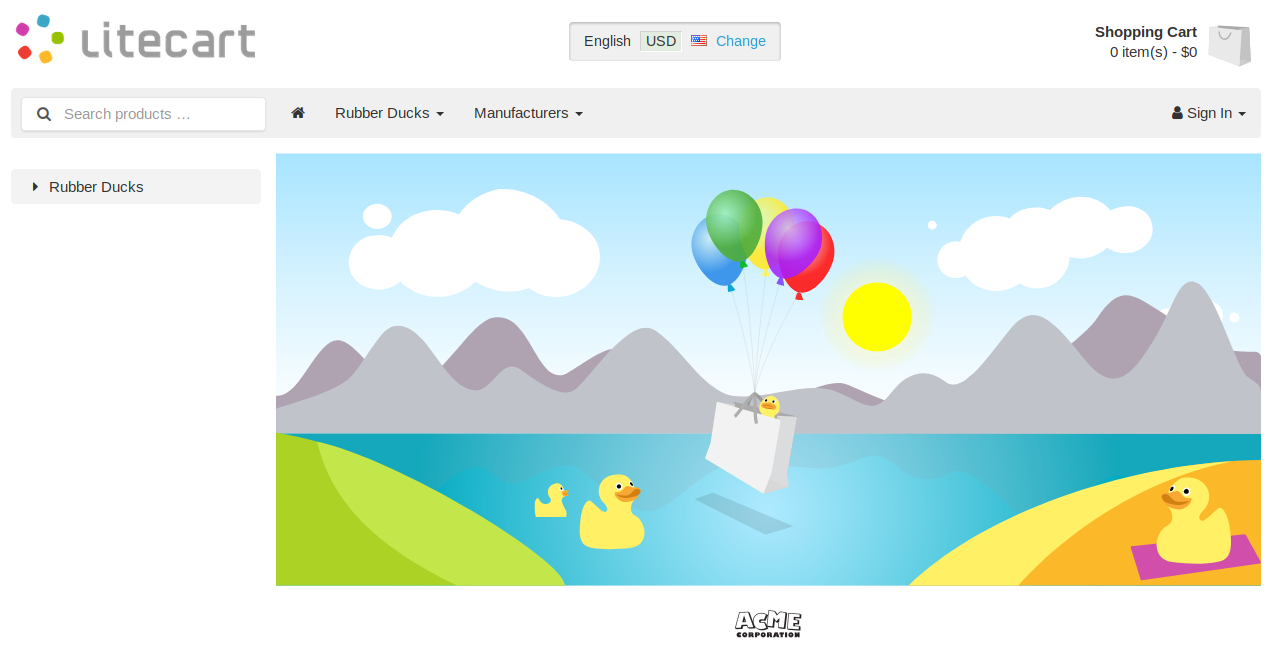 litecart
English USD Change
Shopping Cart
0 item(s) - $0
Search products …
Rubber Ducks
Manufacturers
Sign In
Rubber Ducks
ACME
CORPORATION